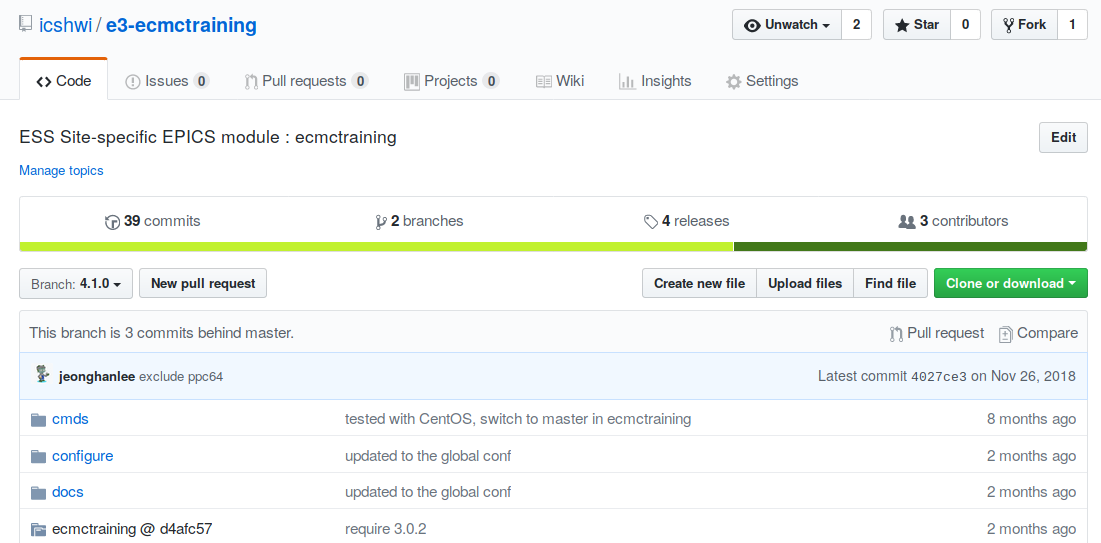 icshwi / e3-ecmctraining
Unwatch 2 Star 0 Fork 1
Code Issues 0 Pull requests 0 Projects 0 Wiki Insights Settings
ESS Site-specific EPICS module : ecmctraining Edit
Manage topics
39 commits 2 branches 4 releases 3 contributors
Branch: 4.1.0 New pull request Create new file Upload files Find file Clone or download
This branch is 3 commits behind master. Pull request Compare
jeonghanlee exclude ppc64 Latest commit 4027ce3 on Nov 26, 2018
cmds tested with CentOS, switch to master in ecmctraining 8 months ago
configure updated to the global conf 2 months ago
docs updated to the global conf 2 months ago
ecmctraining @ d4afc57 require 3.0.2 2 months ago